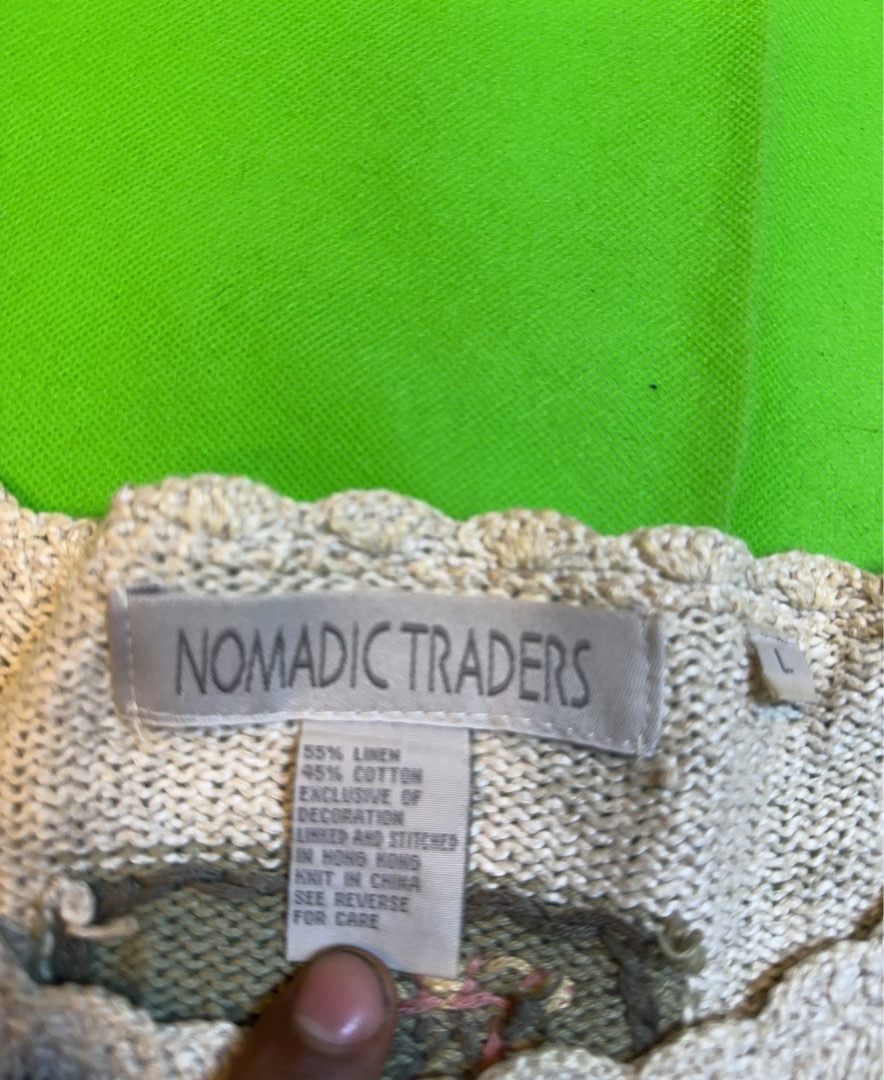 NOMADIC TRADERS
L
55% LINEN
45% COTTON
EXCLUSIVE OF
DECORATION
LINKED AND STITCHED
IN HONG KONG
KNIT IN CHINA
SEE REVERSE
FOR CARE